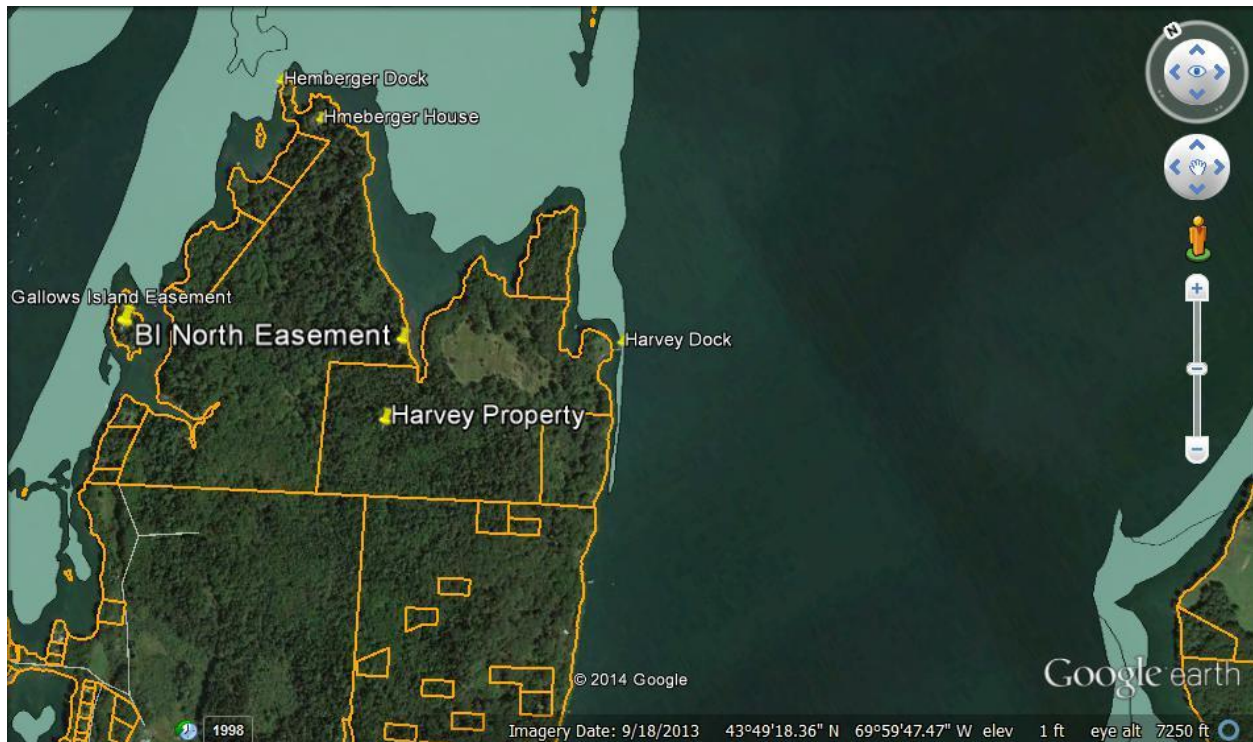 N
Hemberger Dock
Hmeberger House
Gallows Island Easement
BI North Easement
Harvey Dock
Harvey Property
© 2014 Google
Google earth
1998
Imagery Date: 9/18/2013 43°49'18.36" N 69°59'47.47" W elev 1 ft eye alt 7250 ft